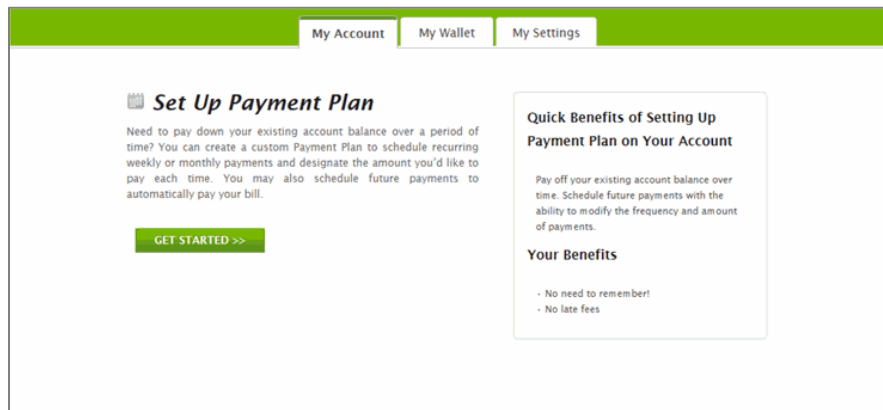 My Account
My Wallet
My Settings
Set Up Payment Plan
Need to pay down your existing account balance over a period of
time? You can create a custom Payment Plan to schedule recurring
weekly or monthly payments and designate the amount you'd like to
pay each time. You may also schedule future payments to
automatically pay your bill.
GET STARTED >>
Quick Benefits of Setting Up
Payment Plan on Your Account
Pay off your existing account balance over
time. Schedule future payments with the
ability to modify the frequency and amount
of payments.
Your Benefits
· No need to remember!
· No late fees